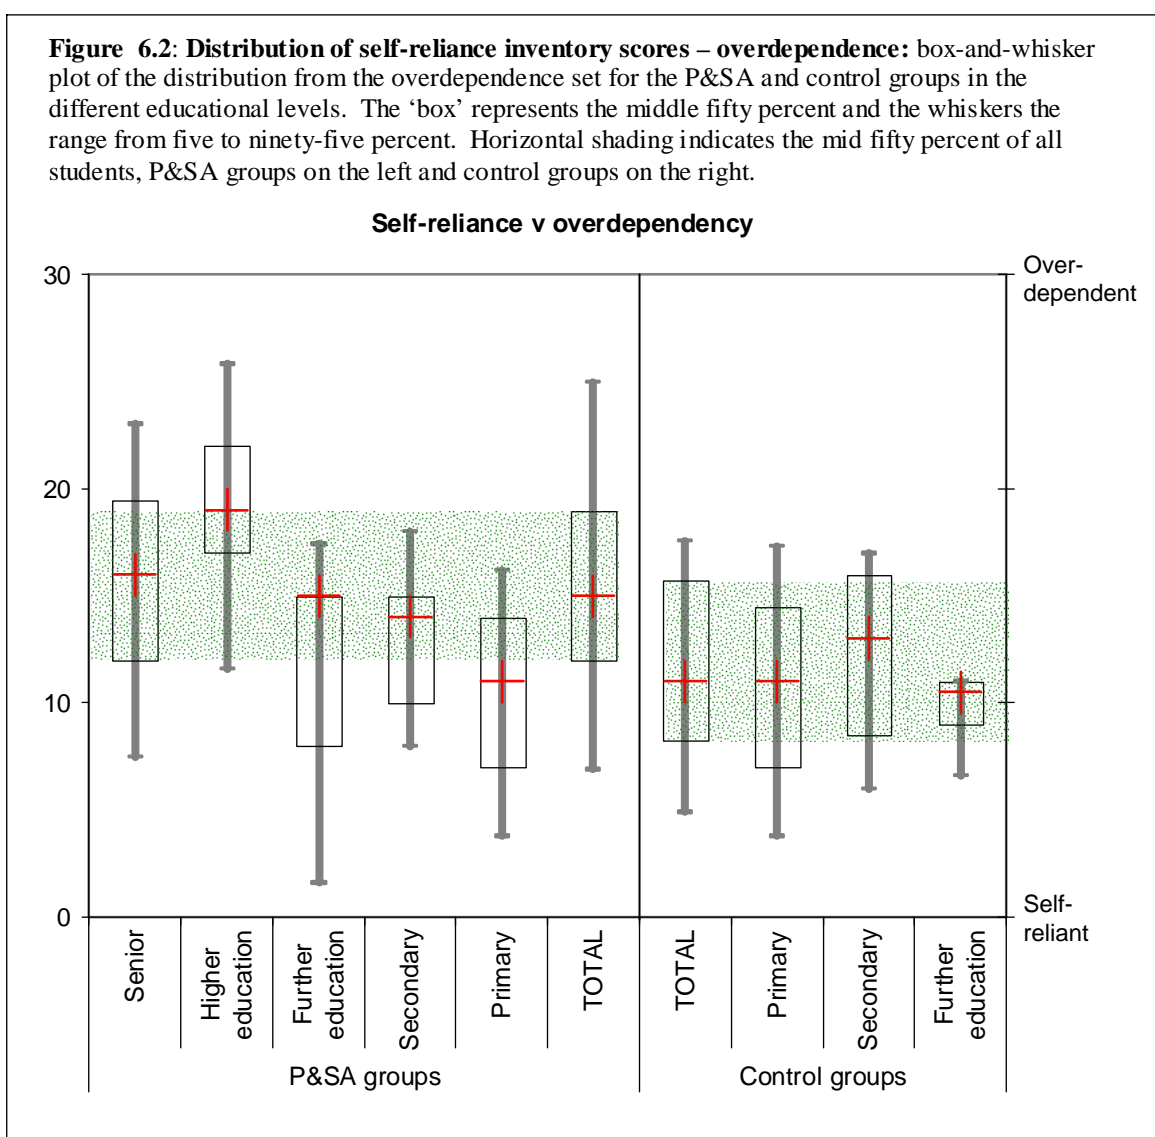 Figure 6.2: Distribution of self-reliance inventory scores – overdependence: box-and-whisker
plot of the distribution from the overdependence set for the P&SA and control groups in the
different educational levels. The ‘box’ represents the middle fifty percent and the whiskers the
range from five to ninety-five percent. Horizontal shading indicates the mid fifty percent of all
students, P&SA groups on the left and control groups on the right.
Self-reliance v overdependency
30
20
10
0
Over-
dependent
Self-
reliant
Senior
Higher
education
Further
education
Secondary
Primary
TOTAL
TOTAL
Primary
Secondary
Further
education
P&SA groups
Control groups